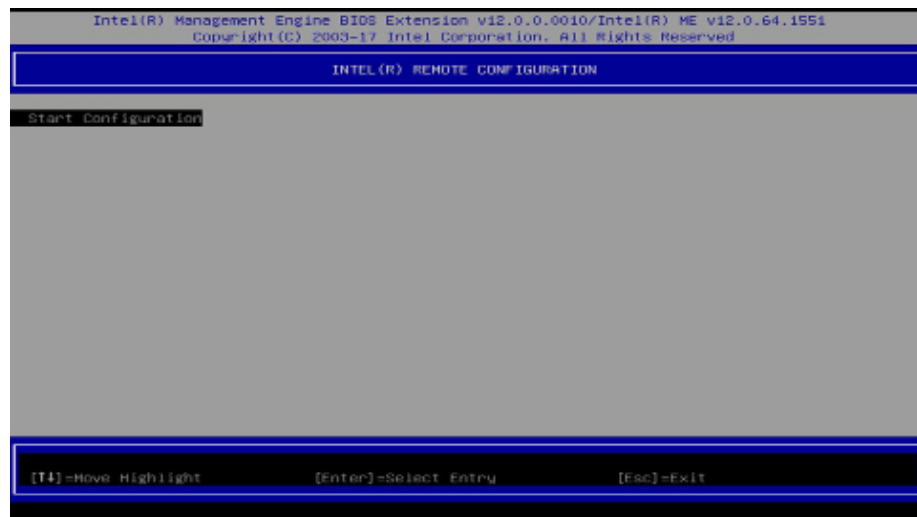 Intel(R) Management Engine BIOS Extension v12.0.0.0010/Intel(R) ME v12.0.64.1551
Copyright(C) 2003-17 Intel Corporation. All Rights Reserved
INTEL(R) REMOTE CONFIGURATION
Start Configuration
[↑↓]=Move Highlight [Enter]=Select Entry [Esc]=Exit